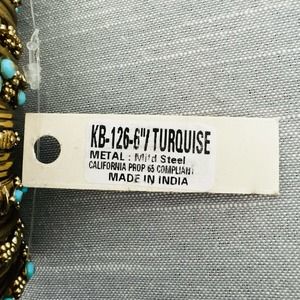 KB-126-6"/ TURQUISE
METAL : Mild Steel
CALIFORNIA PROP 65 COMPLIANT
MADE IN INDIA